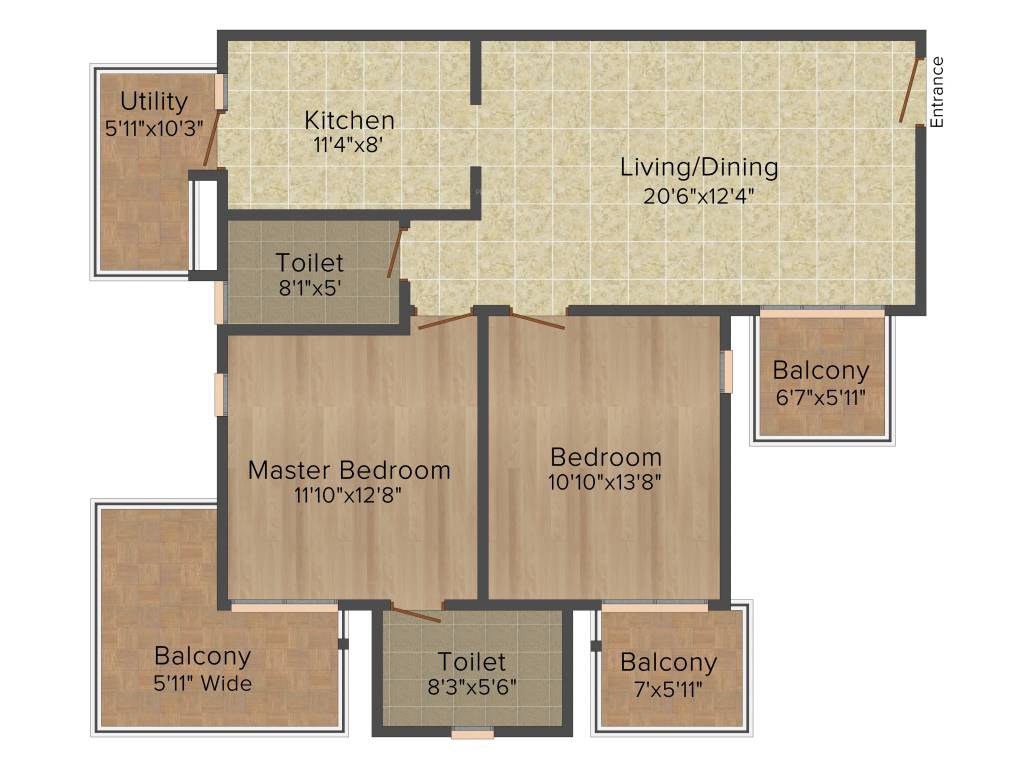 Utility
5'11"x10'3"
Kitchen
11'4"x8'
Entrance
Living/Dining
20'6"x12'4"
Toilet
8'1"x5'
Balcony
6'7"x5'11"
Master Bedroom
11'10"x12'8"
Bedroom
10'10"x13'8"
Balcony
5'11" Wide
Toilet
8'3"x5'6"
Balcony
7'x5'11"